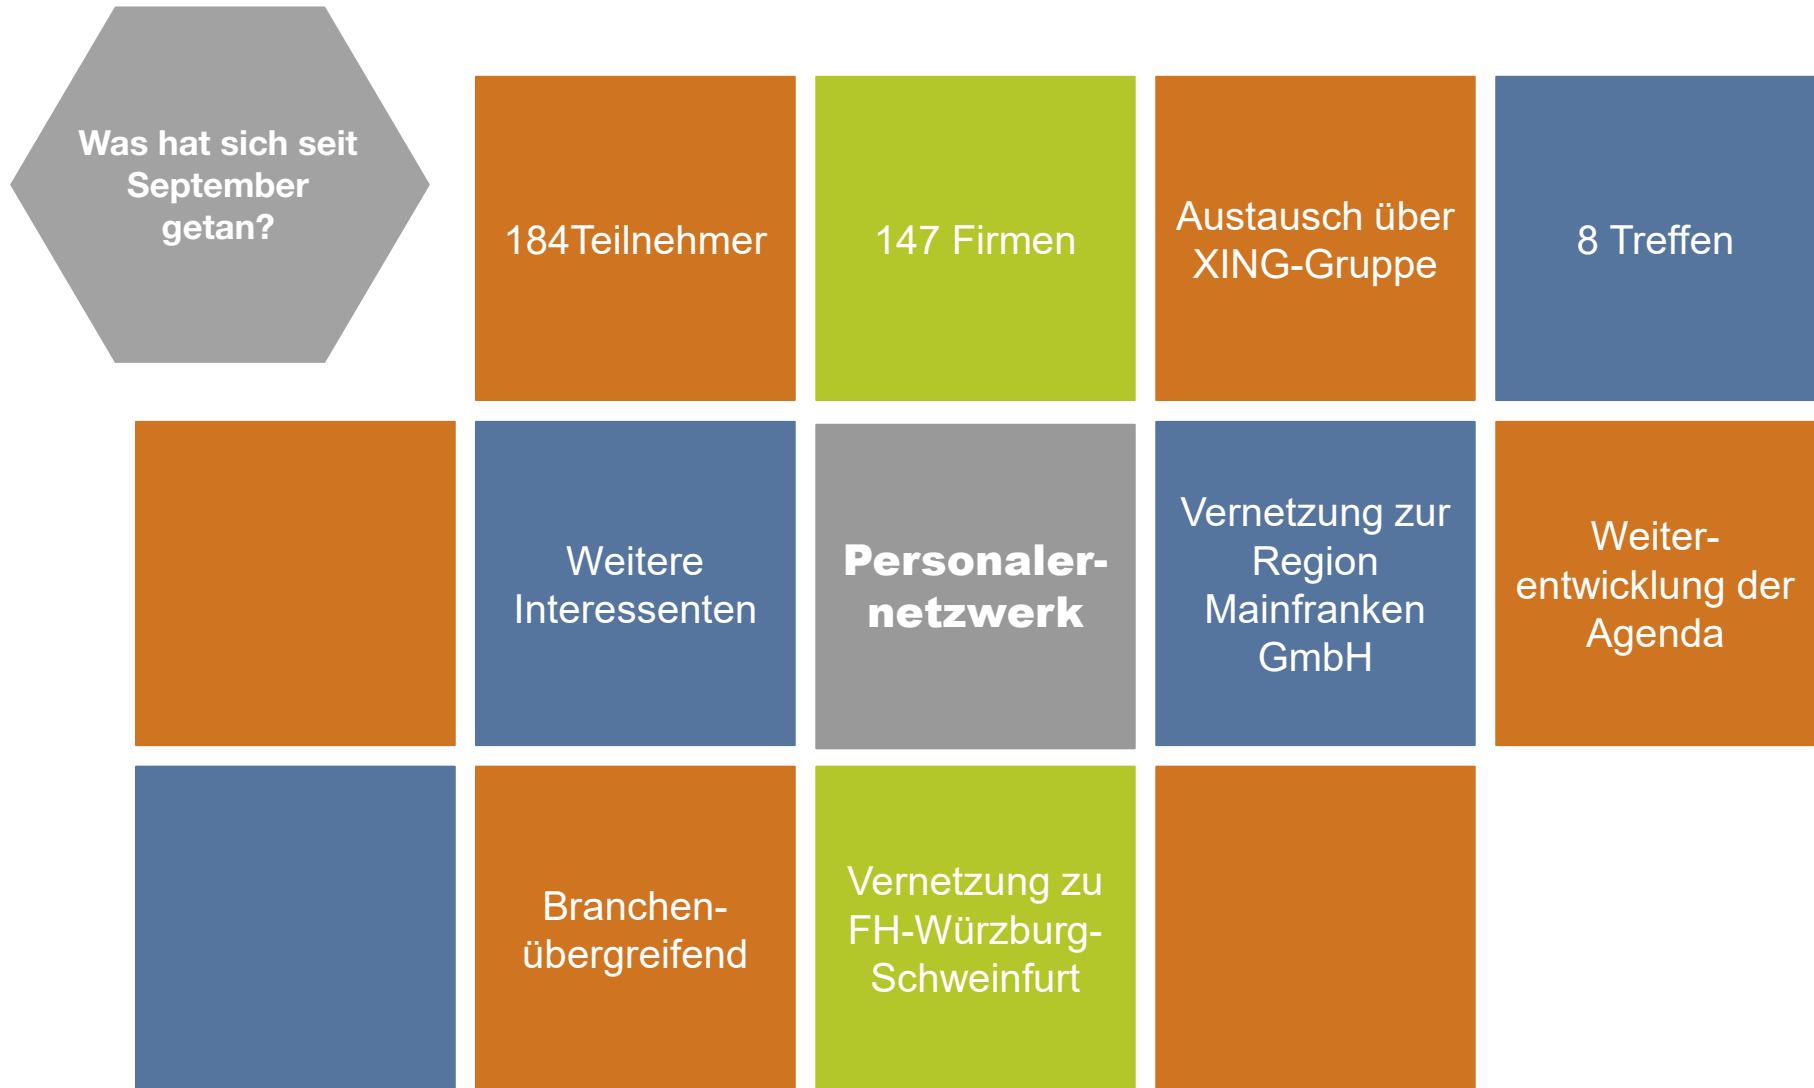 Was hat sich seit
September
getan?
184Teilnehmer
147 Firmen
Austausch über
XING-Gruppe
8 Treffen
Weitere
Interessenten
Personaler-
netzwerk
Vernetzung zur
Region
Mainfranken
GmbH
Weiter-
entwicklung der
Agenda
Branchen-
übergreifend
Vernetzung zu
FH-Würzburg-
Schweinfurt